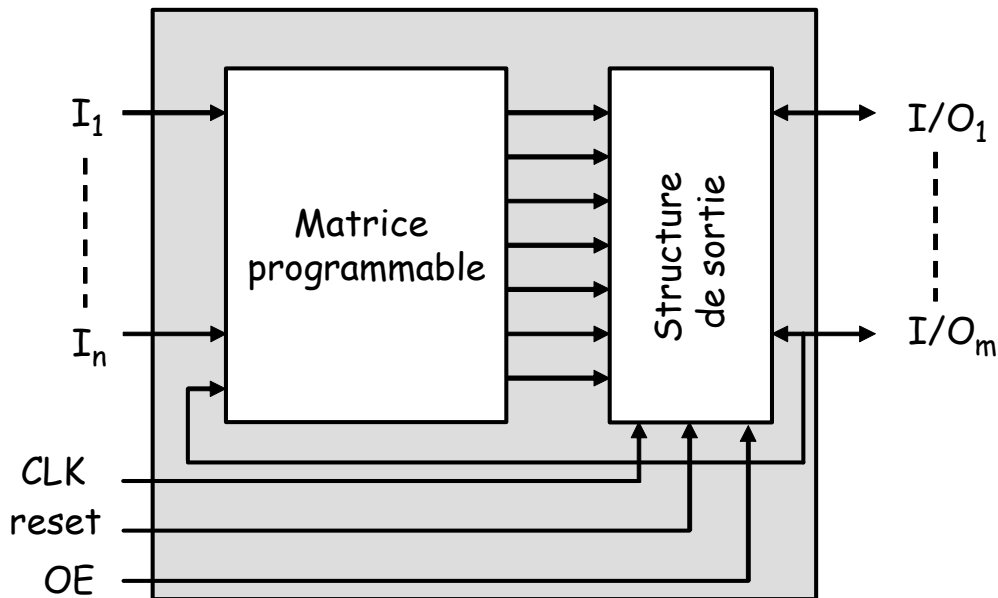 I₁
Iₙ
CLK
reset
OE
Matrice
programmable
Structure
de sortie
I/O₁
I/Oₘ